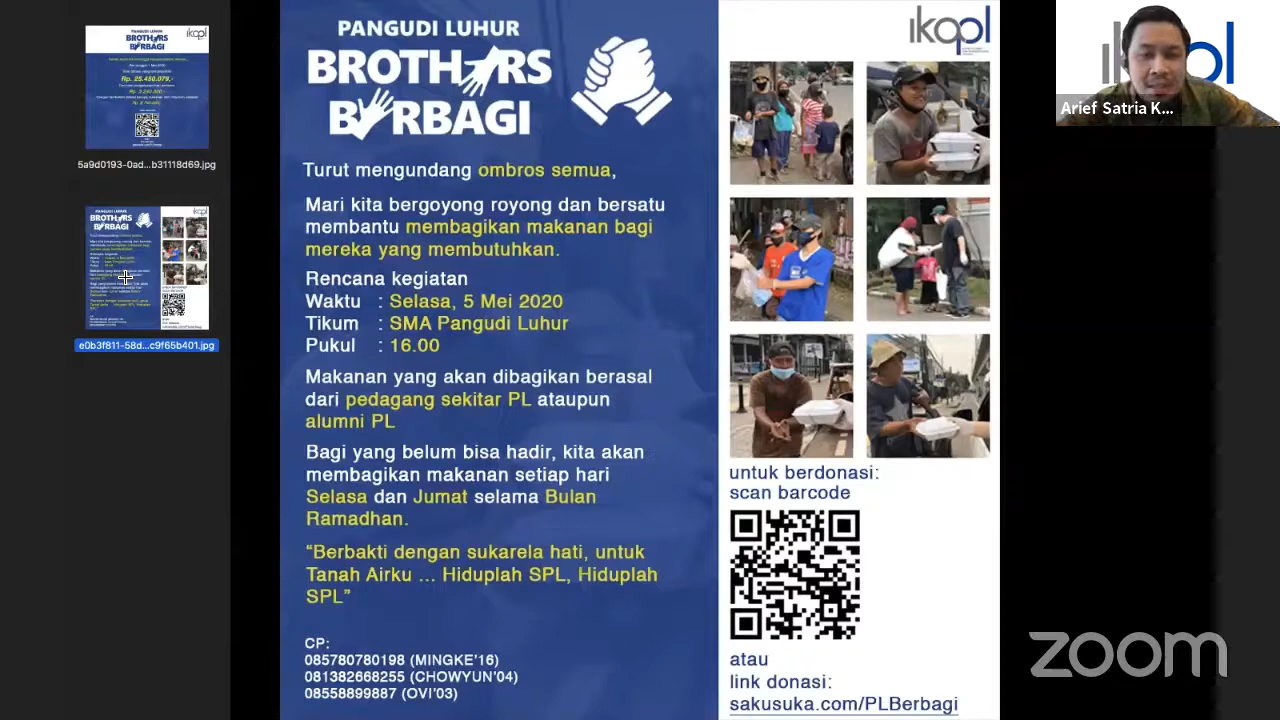 5a9d0193-0ad...b31118d69.jpg
e0b3f811-58d...c9f65b401.jpg
Rp. 25.450.079,-
PANGUDI LUHUR
BROTHERS
BERBAGI
Turut mengundang ombros semua,
Mari kita bergoyong royong dan bersatu
membantu membagikan makanan bagi
mereka yang membutuhkan.
Rencana kegiatan
Waktu : Selasa, 5 Mei 2020
Tikum : SMA Pangudi Luhur
Pukul : 16.00
Makanan yang akan dibagikan berasal
dari pedagang sekitar PL ataupun
alumni PL
Bagi yang belum bisa hadir, kita akan
membagikan makanan setiap hari
Selasa dan Jumat selama Bulan
Ramadhan.
“Berbakti dengan sukarela hati, untuk
Tanah Airku ... Hiduplah SPL, Hiduplah
SPL”
CP:
085780780198 (MINGKE’16)
081382668255 (CHOWYUN’04)
08558899887 (OVI’03)
ikapl
untuk berdonasi:
scan barcode
atau
link donasi:
sakusuka.com/PLBerbagi
Arief Satria K...
zoom